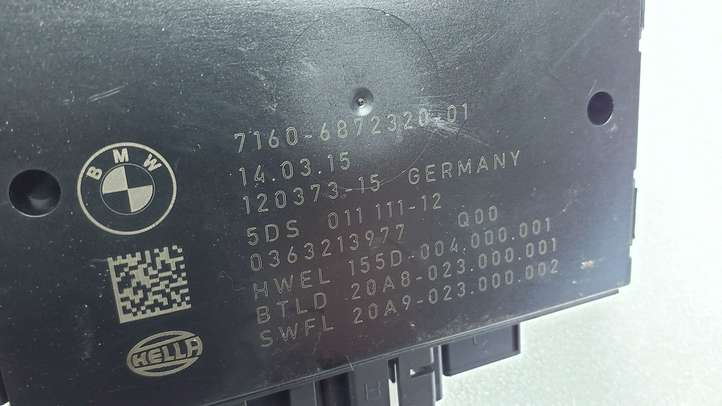 7160-6872320-01
14.03.15
120373-15 GERMANY
5DS 011 111-12
0363213977 Q00
HWEL 155D-004.000.001
BTLD 20A8-023.000.001
SWFL 20A9-023.000.002
BMW
HELLA